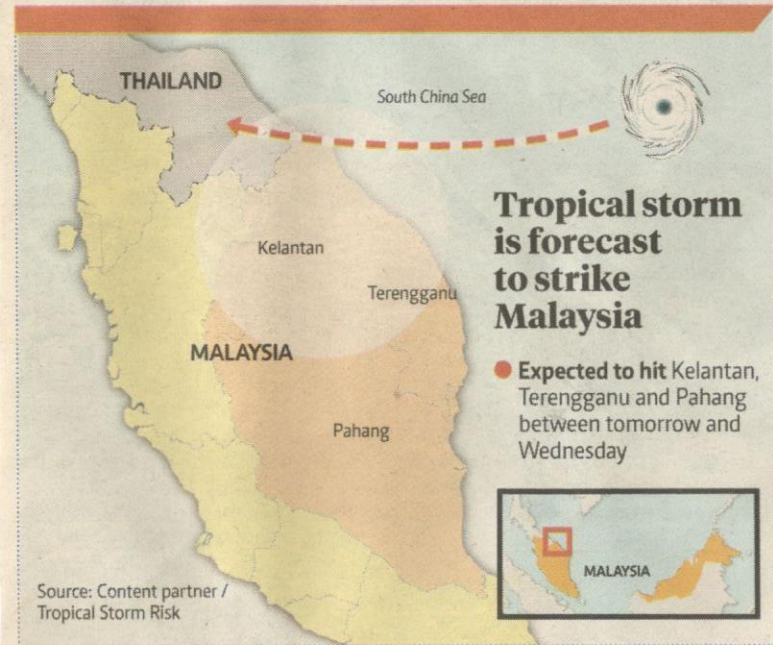 THAILAND
South China Sea
Tropical storm
is forecast
to strike
Malaysia
Kelantan
Terengganu
MALAYSIA
Expected to hit Kelantan,
Terengganu and Pahang
between tomorrow and
Wednesday
Pahang
MALAYSIA
Source: Content partner /
Tropical Storm Risk